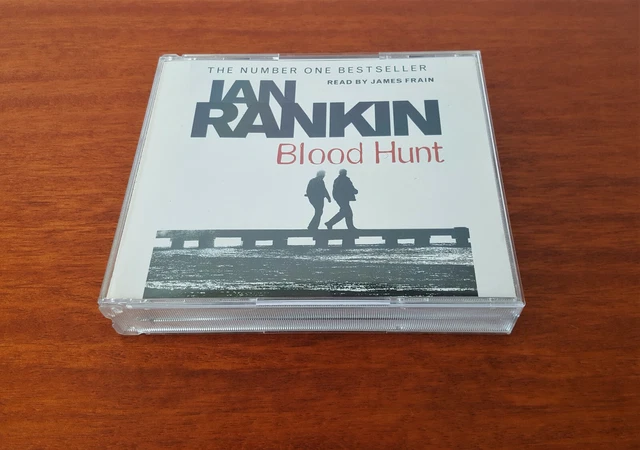 THE NUMBER ONE BESTSELLER
READ BY JAMES FRAIN
IAN
RANKIN
Blood Hunt